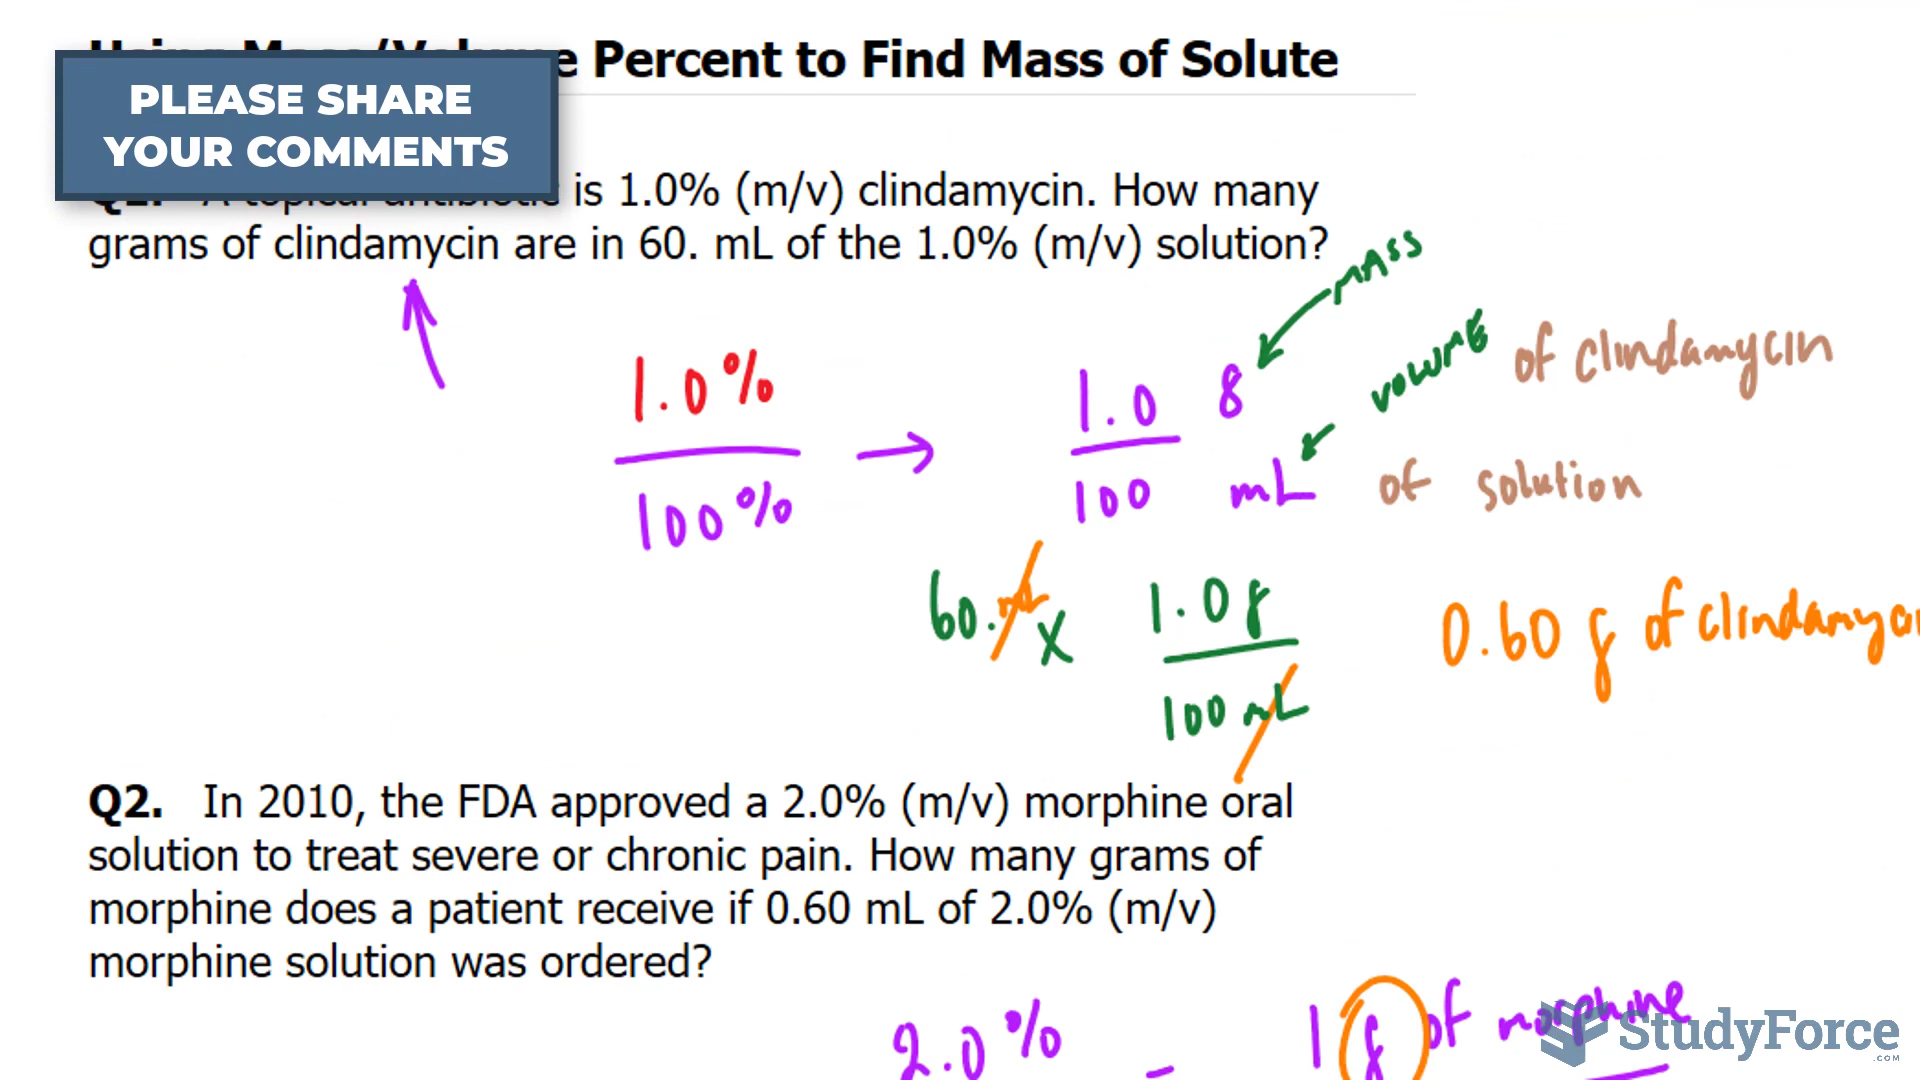 Percent to Find Mass of Solute
PLEASE SHARE
YOUR COMMENTS
is 1.0% (m/v) clindamycin. How many
grams of clindamycin are in 60. mL of the 1.0% (m/v) solution?
MASS
VOLUME
1.0%
100%
1.0 g of clindamycin
100 mL of solution
60. mL x 1.0g
100 mL
0.60 g of clindamycin
Q2. In 2010, the FDA approved a 2.0% (m/v) morphine oral
solution to treat severe or chronic pain. How many grams of
morphine does a patient receive if 0.60 mL of 2.0% (m/v)
morphine solution was ordered?
2.0% = 1 g of morphine
StudyForce
.COM